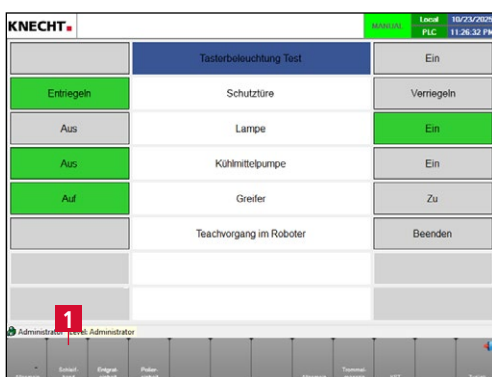 KNECHT.
MANUAL
Local 10/23/2025
PLC 11:26:32 PM
Tasterbeleuchtung Test Ein
Entriegeln Schutztüre Verriegeln
Aus Lampe Ein
Aus Kühlmittelpumpe Ein
Auf Greifer Zu
Teachvorgang im Roboter Beenden
Administrator Level: Administrator
1